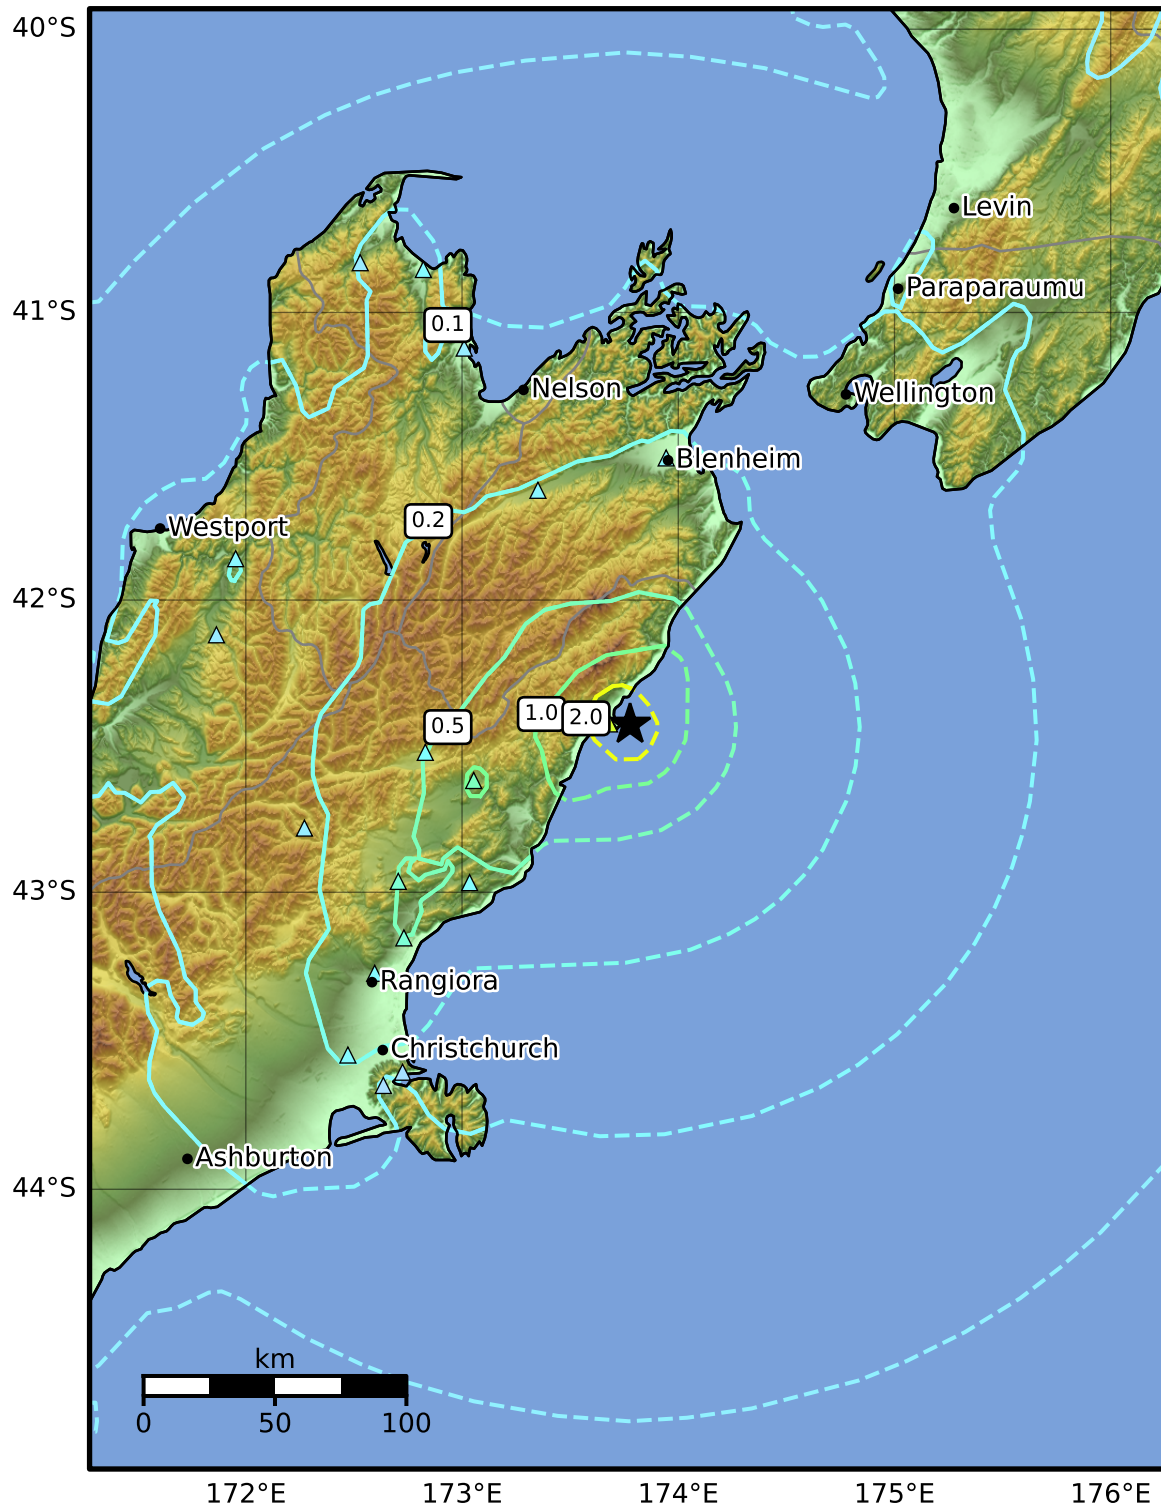 40°S
Levin
Paraparaumu
41°S
0.1
Nelson
Wellington
Blenheim
0.2
Westport
42°S
1.0
2.0
0.5
43°S
Rangiora
Christchurch
Ashburton
44°S
km
0 50 100
172°E 173°E 174°E 175°E 176°E